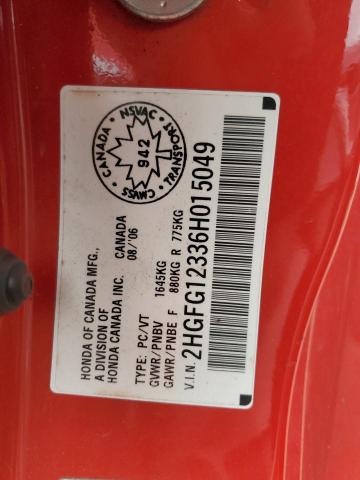 HONDA OF CANADA MFG.,
A DIVISION OF
HONDA CANADA INC. CANADA
08/'06
TYPE: PC/VT
GVWR/PNBV 1645KG
GAWR/PNBE F 880KG R 775KG
V.I.N. 2HGFG12336H015049
CANADA
NSVAC
TRANSPORT
CMVSS
942